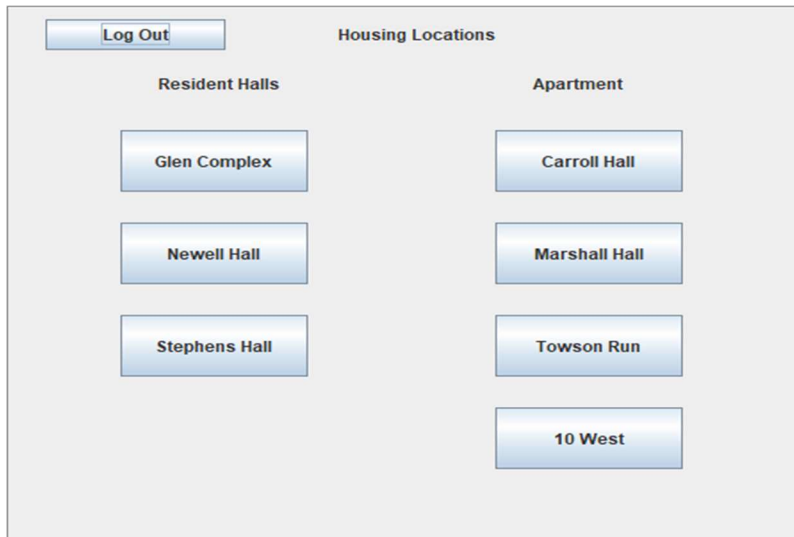 Log Out
Housing Locations
Resident Halls
Apartment
Glen Complex
Carroll Hall
Newell Hall
Marshall Hall
Stephens Hall
Towson Run
10 West